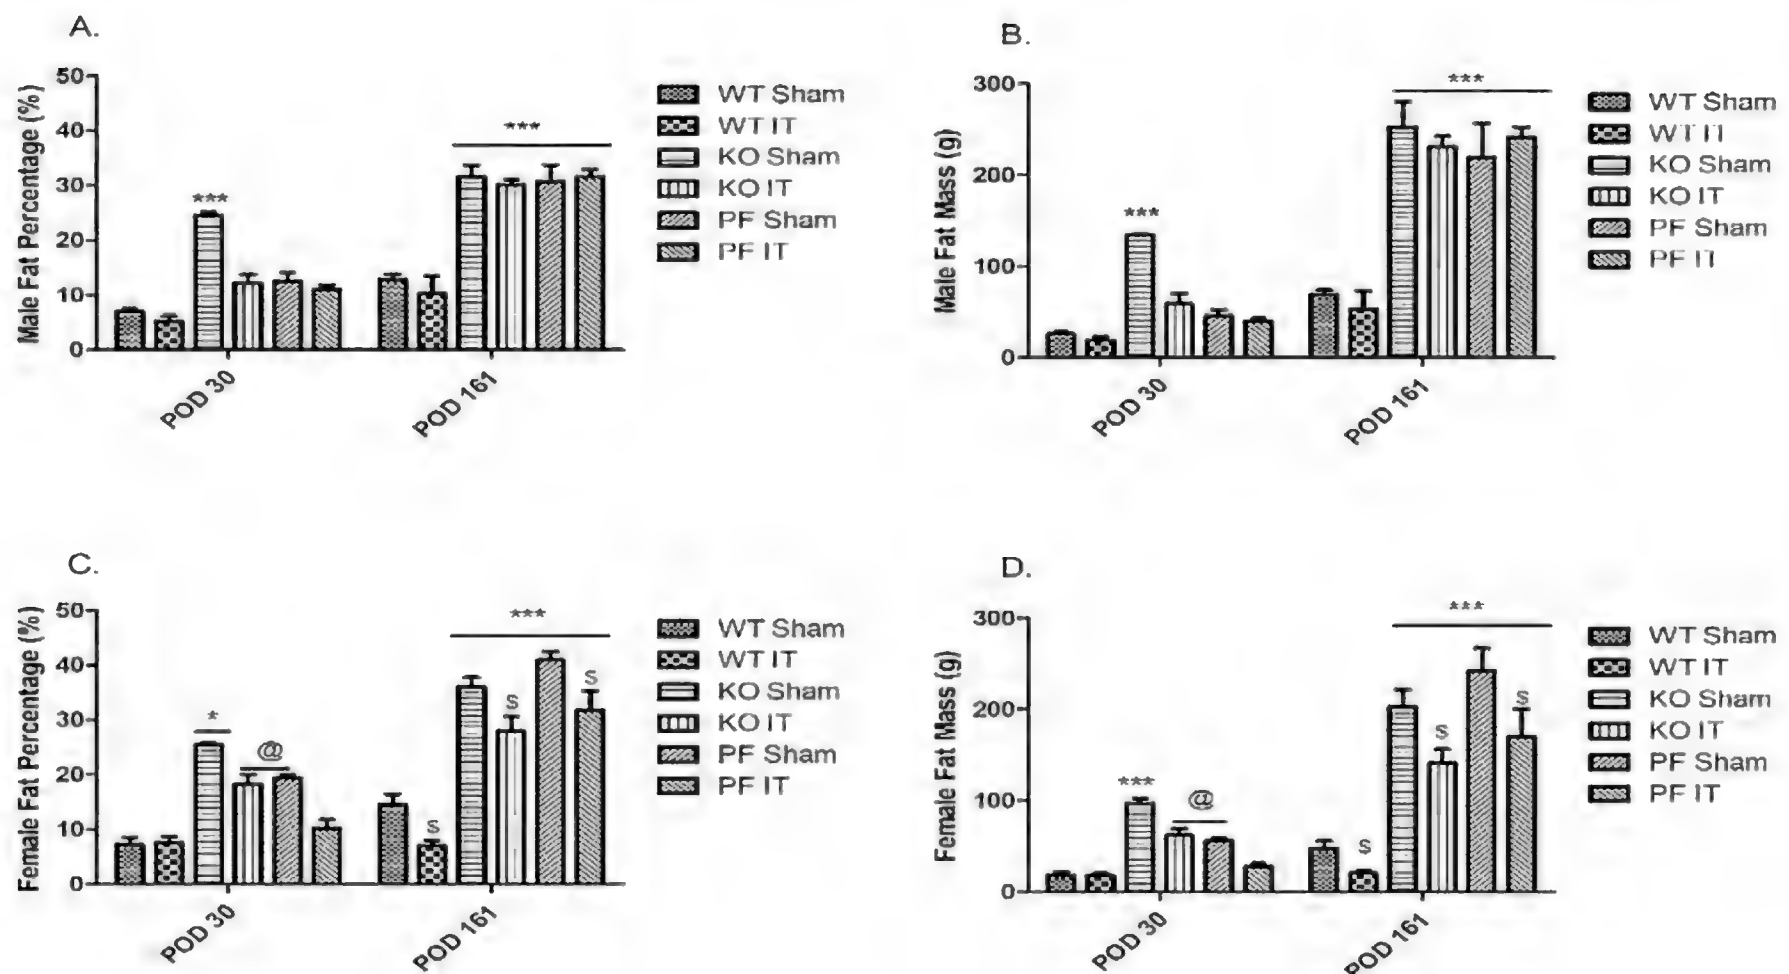 A.
Male Fat Percentage (%)
50
40
30
20
10
0
***
***
POD 30
POD 161
WT Sham
WT IT
KO Sham
KO IT
PF Sham
PF IT
B.
Male Fat Mass (g)
300
200
100
0
***
***
POD 30
POD 161
WT Sham
WT IT
KO Sham
KO IT
PF Sham
PF IT
C.
Female Fat Percentage (%)
50
40
30
20
10
0
*
@
***
s
s
s
POD 30
POD 161
WT Sham
WT IT
KO Sham
KO IT
PF Sham
PF IT
D.
Female Fat Mass (g)
300
200
100
0
***
@
***
s
s
s
POD 30
POD 161
WT Sham
WT IT
KO Sham
KO IT
PF Sham
PF IT